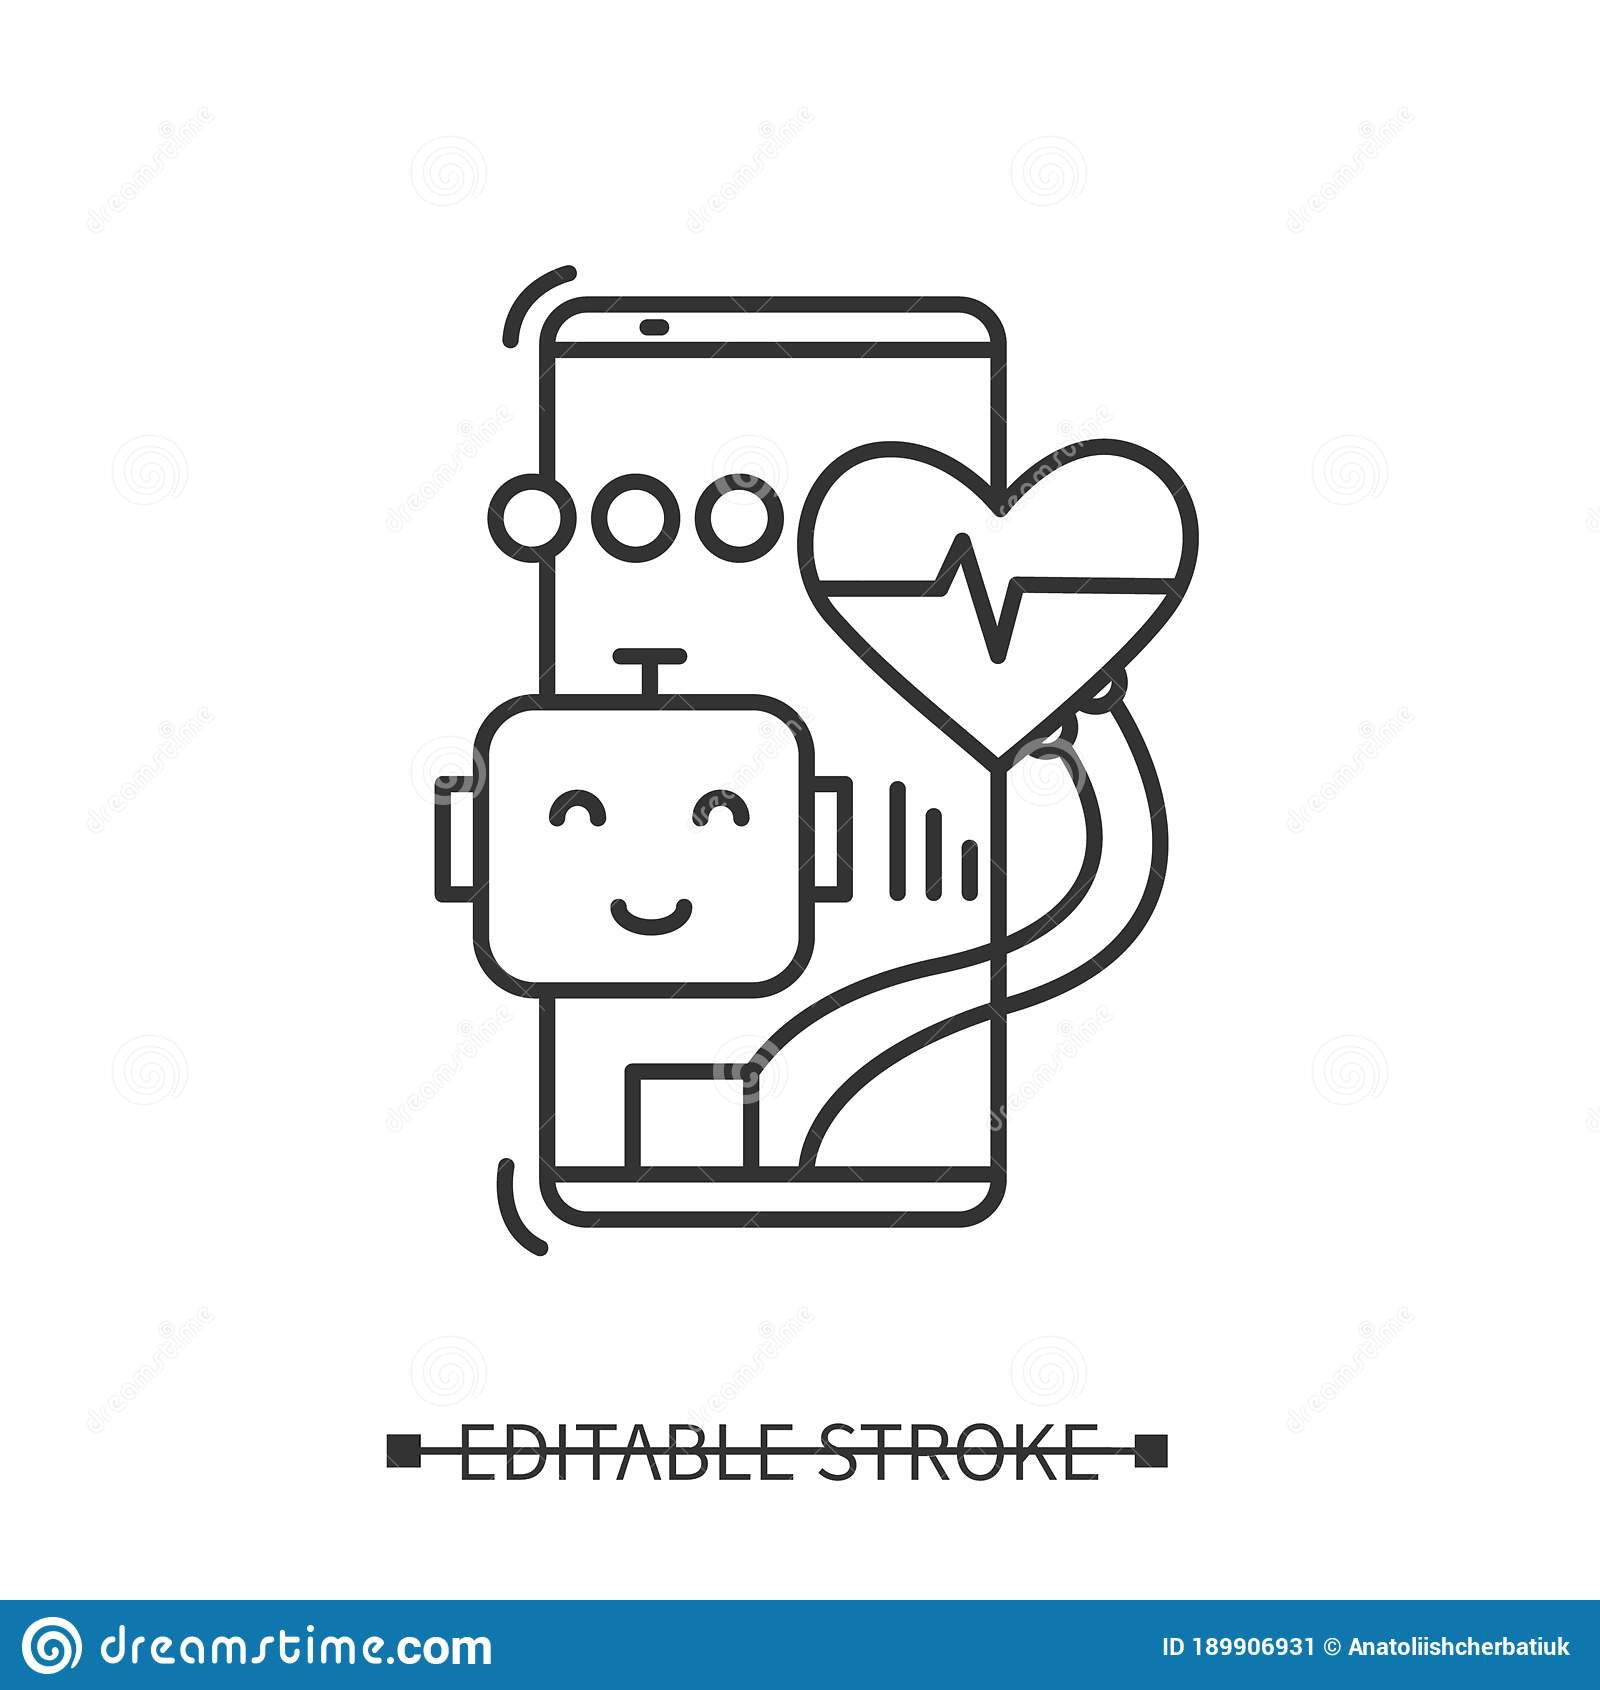 EDITABLE STROKE
dreamstime.com
ID 189906931 © Anatoliishcherbatiuk